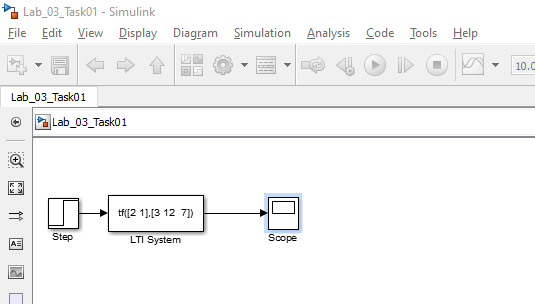 Lab_03_Task01 - Simulink
File Edit View Display Diagram Simulation Analysis Code Tools Help
10.0
Lab_03_Task01
Lab_03_Task01
tf([2 1],[3 12 7])
Step
LTI System
Scope